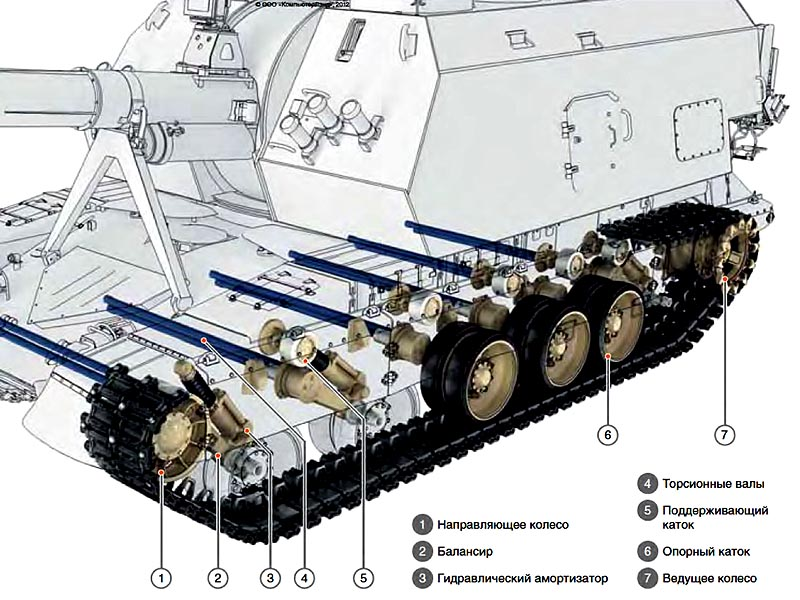 © ООО «КомпьютерЛэнд», 2012
1
2
3
4
5
6
7
1 Направляющее колесо
2 Балансир
3 Гидравлический амортизатор
4 Торсионные валы
5 Поддерживающий
каток
6 Опорный каток
7 Ведущее колесо